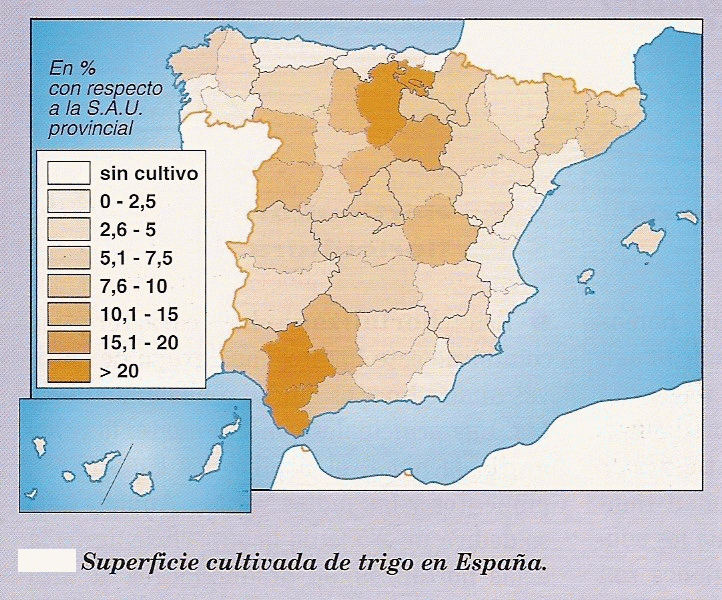 En %
con respecto
a la S.A.U.
provincial
sin cultivo
0 - 2,5
2,6 - 5
5,1 - 7,5
7,6 - 10
10,1 - 15
15,1 - 20
> 20
Superficie cultivada de trigo en España.